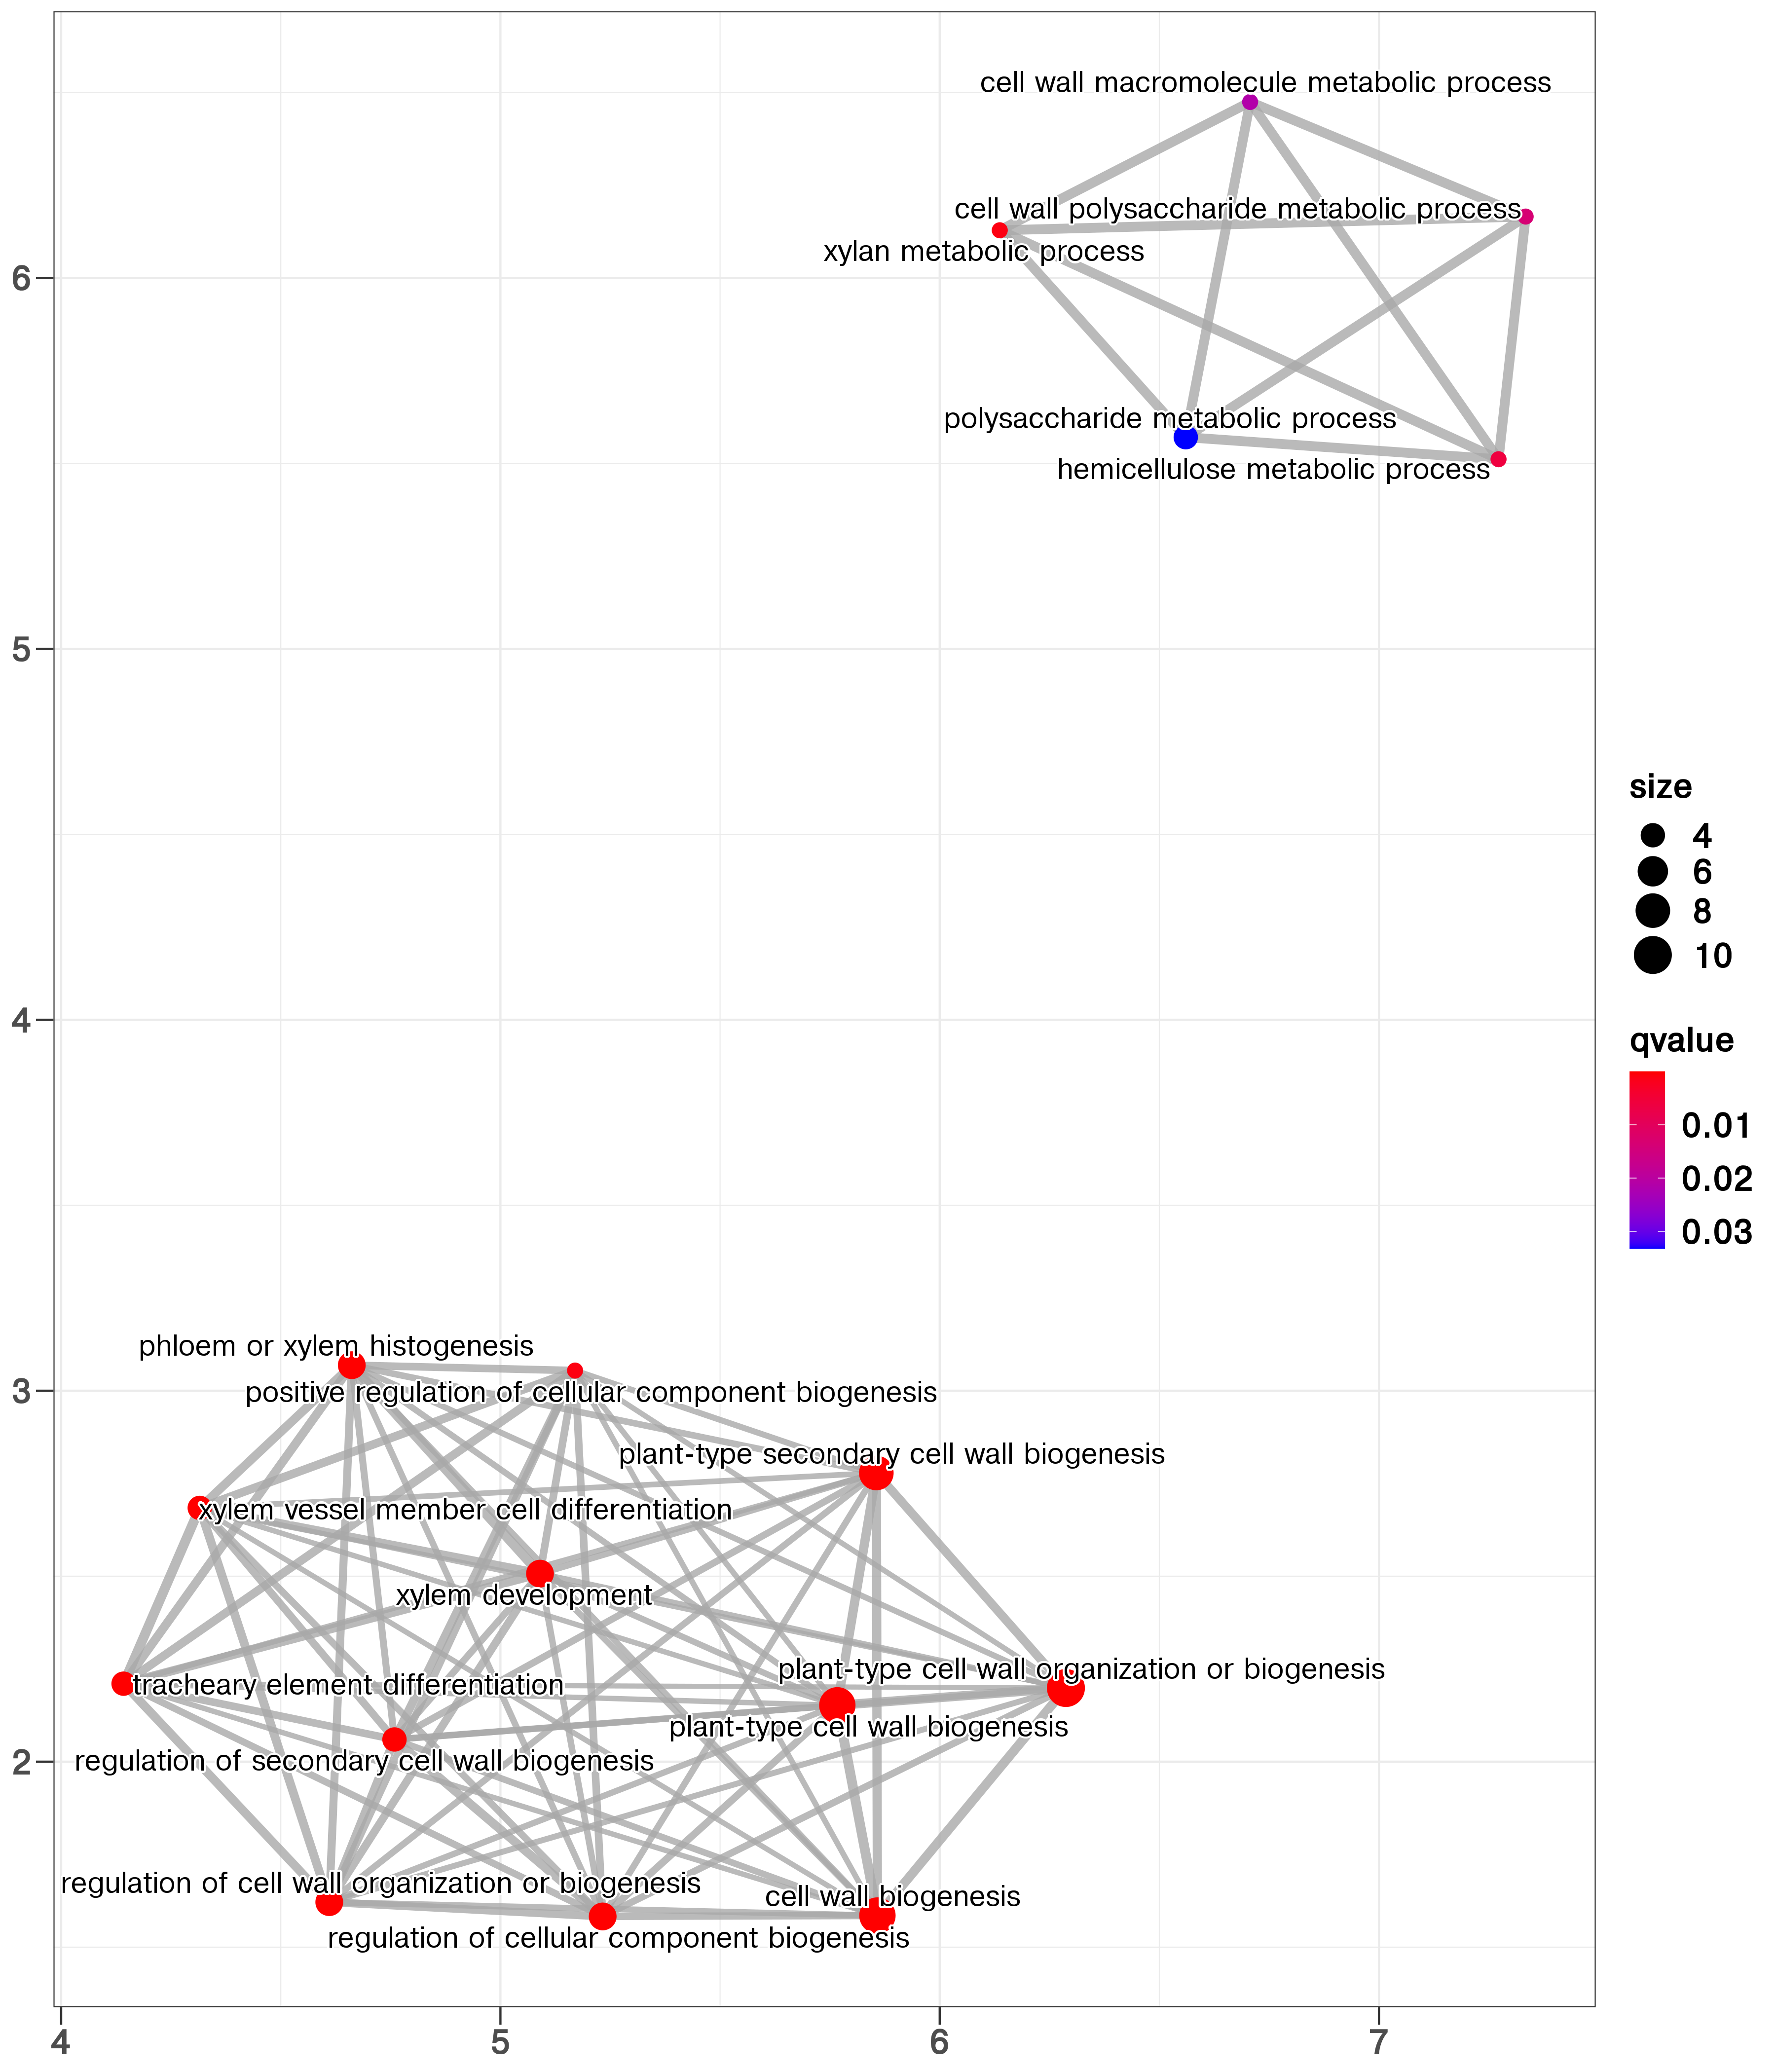 cell wall macromolecule metabolic process
cell wall polysaccharide metabolic process
xylan metabolic process
6
polysaccharide metabolic process
hemicellulose metabolic process
5
size
4
6
8
10
4
qvalue
0.01
0.02
0.03
phloem or xylem histogenesis
3
positive regulation of cellular component biogenesis
plant-type secondary cell wall biogenesis
xylem vessel member cell differentiation
xylem development
plant-type cell wall organization or biogenesis
tracheary element differentiation
plant-type cell wall biogenesis
2
regulation of secondary cell wall biogenesis
regulation of cell wall organization or biogenesis
cell wall biogenesis
regulation of cellular component biogenesis
4 5 6 7